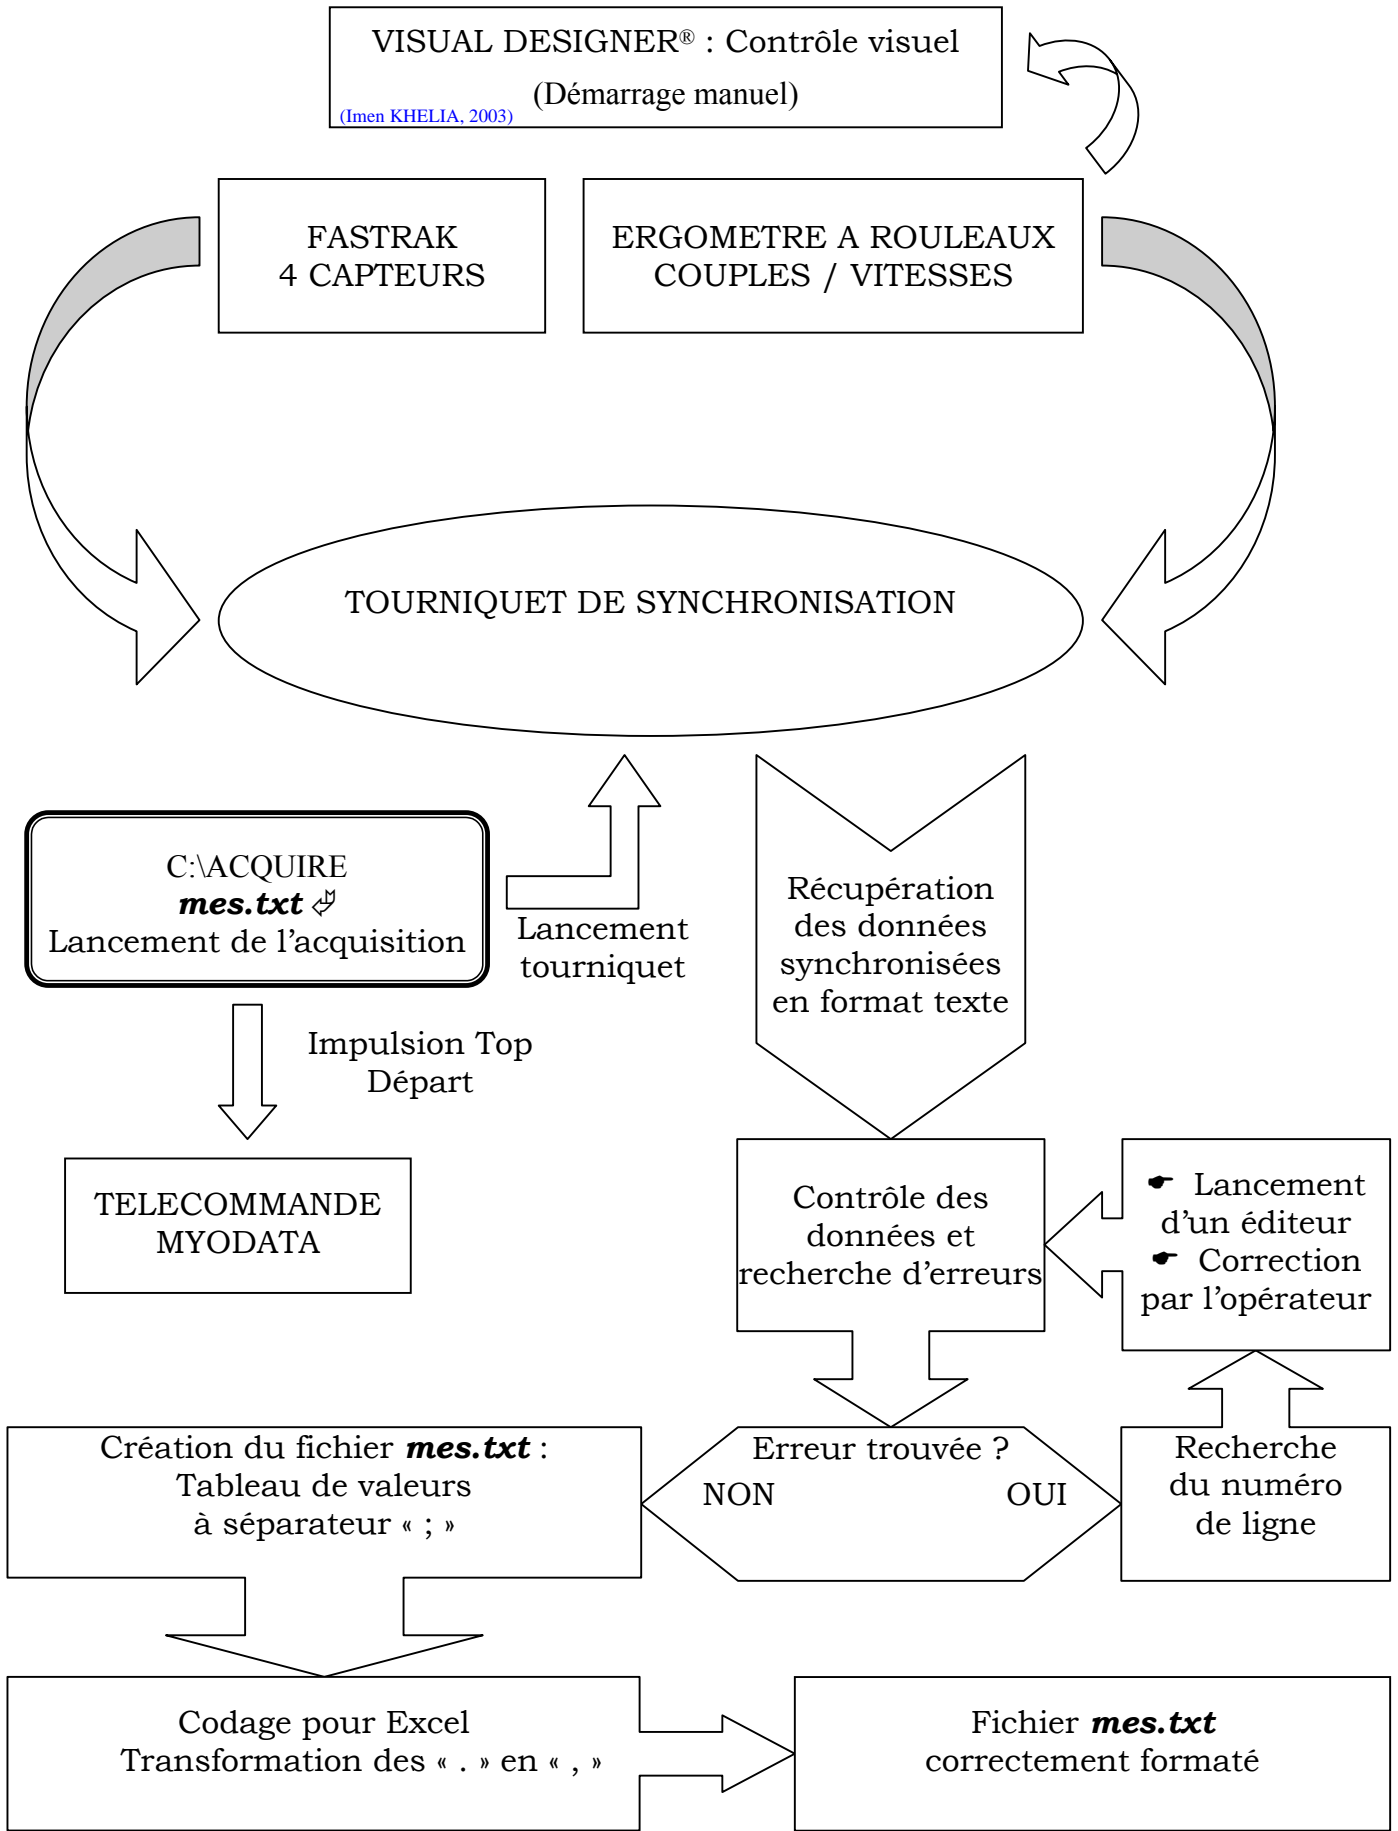 VISUAL DESIGNER® : Contrôle visuel
(Démarrage manuel)
(Imen KHELIA, 2003)
FASTRAK
4 CAPTEURS
ERGOMETRE A ROULEAUX
COUPLES / VITESSES
TOURNIQUET DE SYNCHRONISATION
C:\ACQUIRE
mes.txt
Lancement de l’acquisition
Lancement
tourniquet
Récupération
des données
synchronisées
en format texte
Impulsion Top
Départ
TELECOMMANDE
MYODATA
Contrôle des
données et
recherche d’erreurs
☛ Lancement
d’un éditeur
☛ Correction
par l’opérateur
Création du fichier mes.txt :
Tableau de valeurs
à séparateur « ; »
Erreur trouvée ?
NON OUI
Recherche
du numéro
de ligne
Codage pour Excel
Transformation des « . » en « , »
Fichier mes.txt
correctement formaté